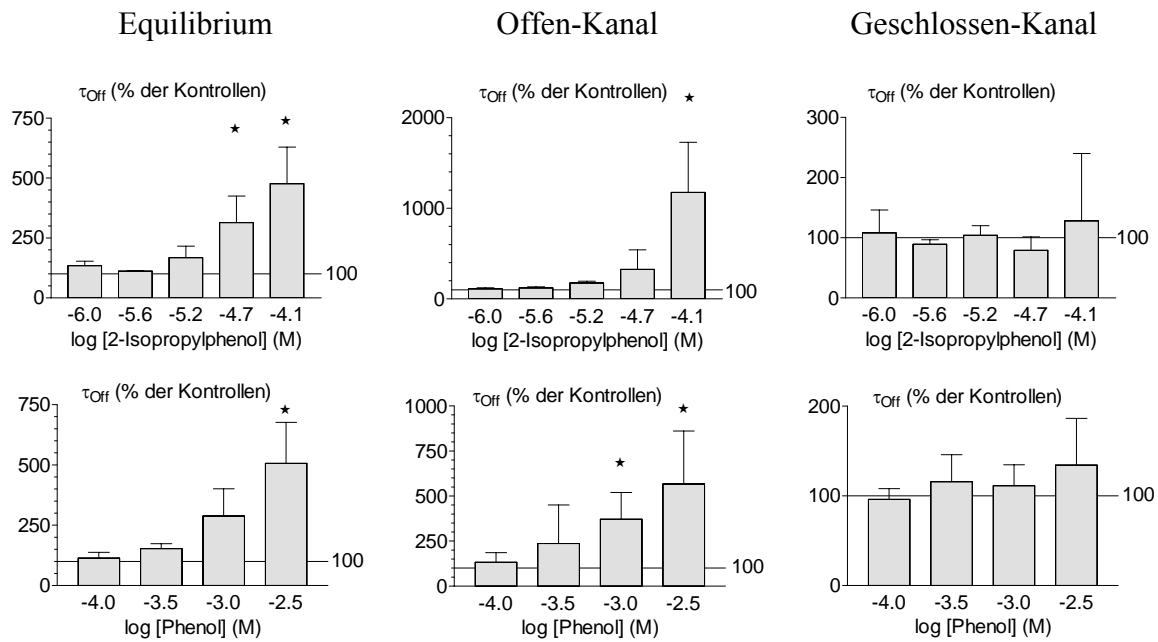 Equilibrium Offen-Kanal Geschlossen-Kanal
τOff (% der Kontrollen)
750
500
250
0
★ ★
100
-6.0 -5.6 -5.2 -4.7 -4.1
log [2-Isopropylphenol] (M)
τOff (% der Kontrollen)
2000
1000
0
★
100
-6.0 -5.6 -5.2 -4.7 -4.1
log [2-Isopropylphenol] (M)
τOff (% der Kontrollen)
300
200
100
0
100
-6.0 -5.6 -5.2 -4.7 -4.1
log [2-Isopropylphenol] (M)
τOff (% der Kontrollen)
750
500
250
0
★
100
-4.0 -3.5 -3.0 -2.5
log [Phenol] (M)
τOff (% der Kontrollen)
1000
750
500
250
0
★ ★
100
-4.0 -3.5 -3.0 -2.5
log [Phenol] (M)
τOff (% der Kontrollen)
200
100
0
100
-4.0 -3.5 -3.0 -2.5
log [Phenol] (M)